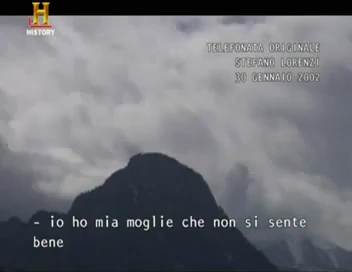 H
HISTORY
TELEFONATA ORIGINALE
STEFANO LORENZI
30 GENNAIO 2002
- io ho mia moglie che non si sente
bene